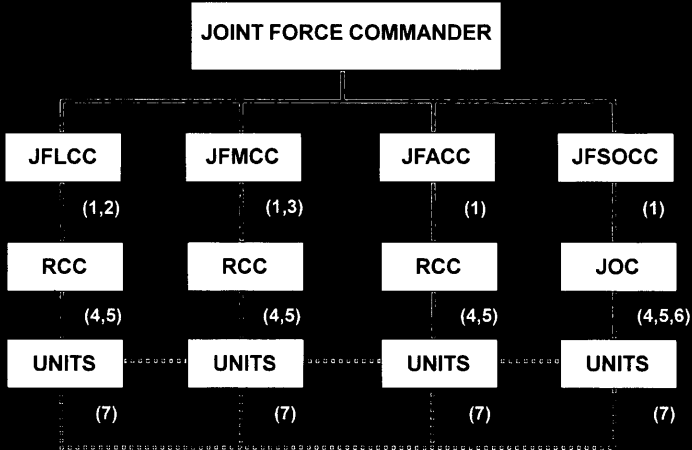 JOINT FORCE COMMANDER
JFLCC JFMCC JFACC JFSOCC
(1,2) (1,3) (1) (1)
RCC RCC RCC JOC
(4,5) (4,5) (4,5) (4,5,6)
UNITS UNITS UNITS UNITS
(7) (7) (7) (7)